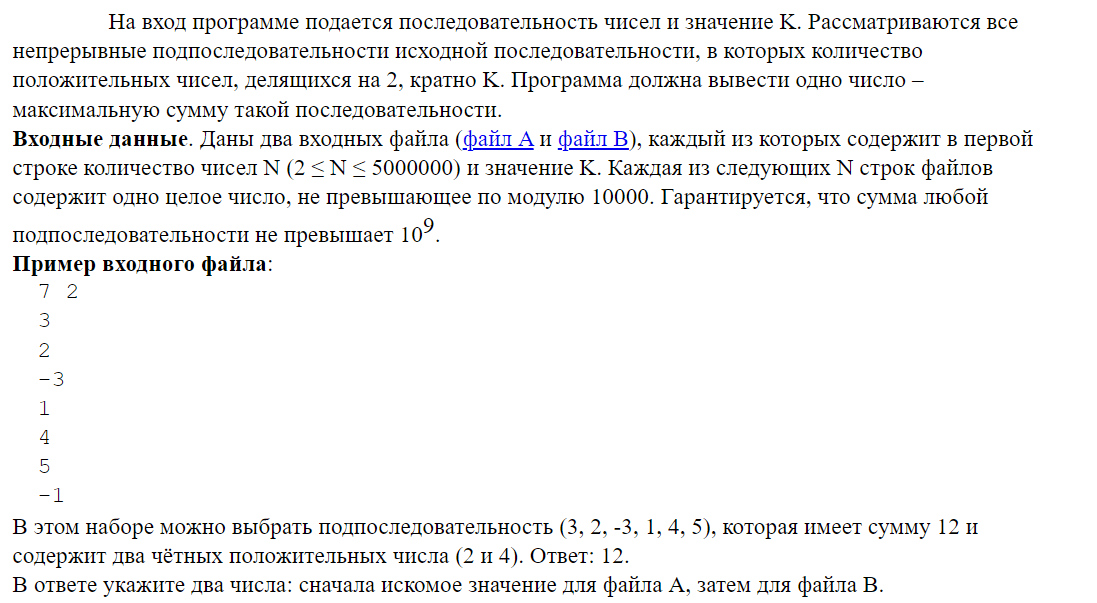 На вход программе подается последовательность чисел и значение K. Рассматриваются все
непрерывные подпоследовательности исходной последовательности, в которых количество
положительных чисел, делящихся на 2, кратно K. Программа должна вывести одно число –
максимальную сумму такой последовательности.
Входные данные. Даны два входных файла (файл A и файл B), каждый из которых содержит в первой
строке количество чисел N (2 ≤ N ≤ 5000000) и значение K. Каждая из следующих N строк файлов
содержит одно целое число, не превышающее по модулю 10000. Гарантируется, что сумма любой
подпоследовательности не превышает 10⁹.
Пример входного файла:
7 2
3
2
-3
1
4
5
-1
В этом наборе можно выбрать подпоследовательность (3, 2, -3, 1, 4, 5), которая имеет сумму 12 и
содержит два чётных положительных числа (2 и 4). Ответ: 12.
В ответе укажите два числа: сначала искомое значение для файла А, затем для файла B.